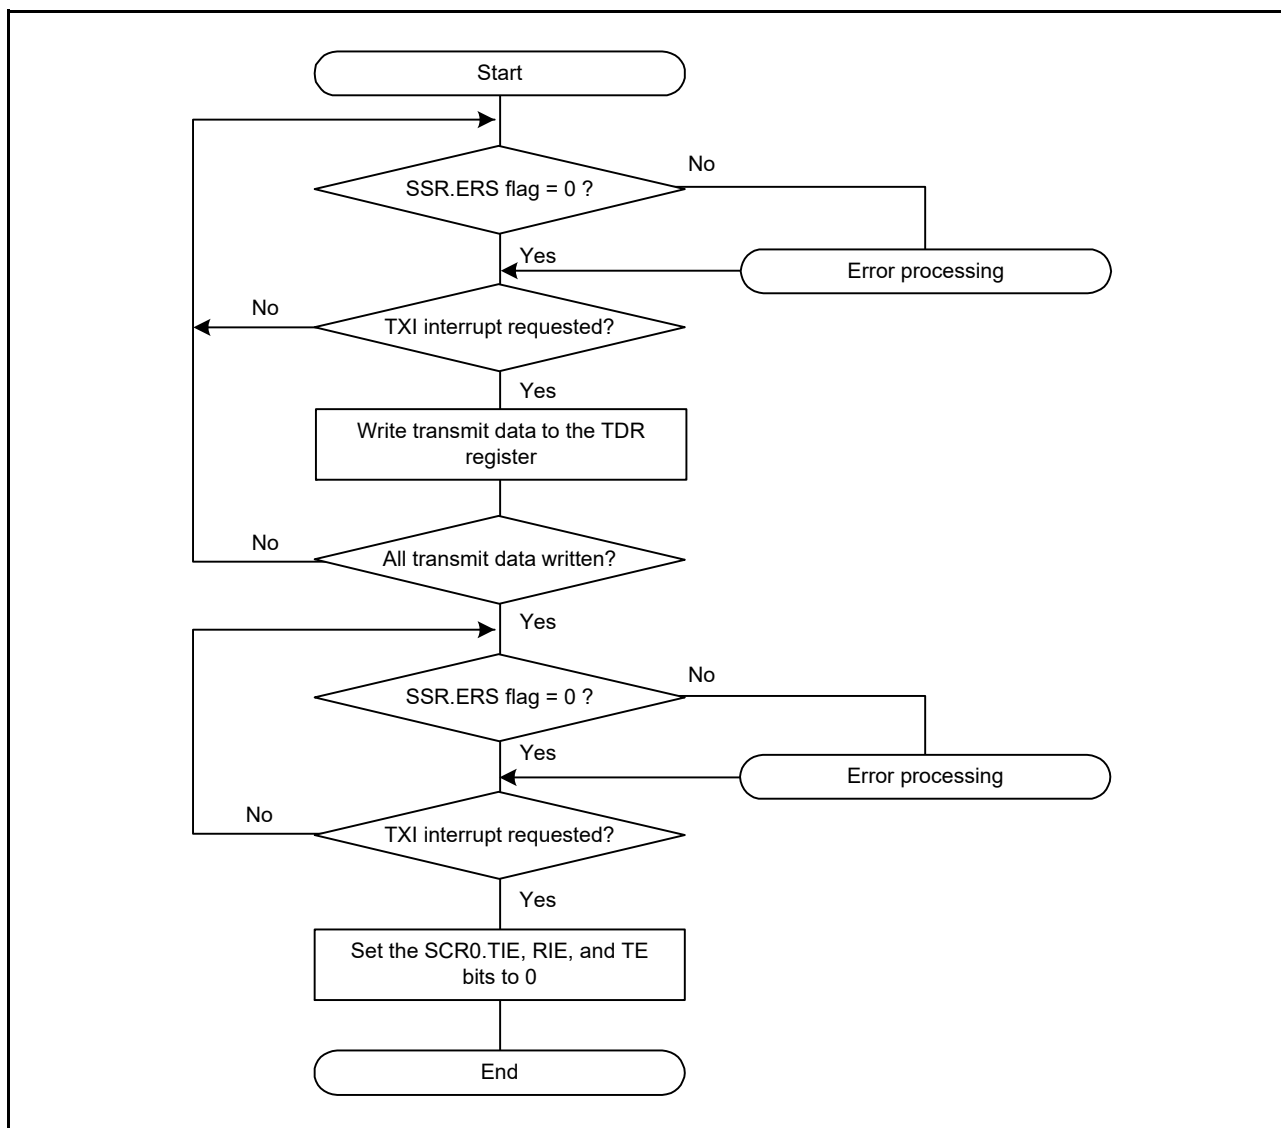 Start
SSR.ERS flag = 0 ?
No
Yes
Error processing
TXI interrupt requested?
No
Yes
Write transmit data to the TDR
register
All transmit data written?
No
Yes
SSR.ERS flag = 0 ?
No
Yes
Error processing
TXI interrupt requested?
No
Yes
Set the SCR0.TIE, RIE, and TE
bits to 0
End